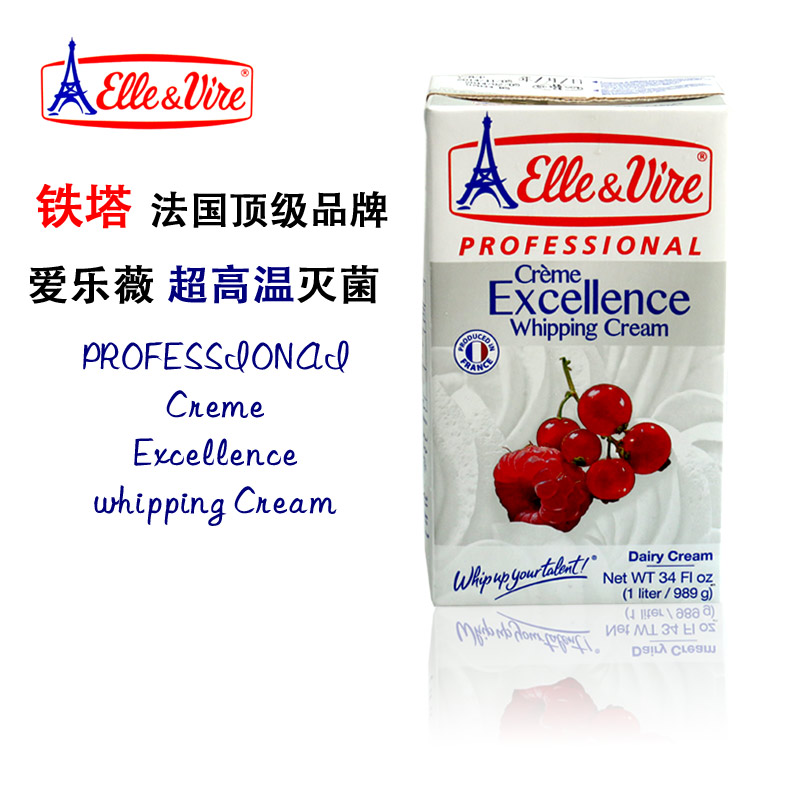 Elle & Vire®
铁塔 法国顶级品牌
爱乐薇 超高温灭菌
PROFESSIONAl
Creme
Excellence
whipping Cream
Elle & Vire®
PROFESSIONAL
Crème
Excellence
Whipping Cream
PRODUCED IN FRANCE
Whip up your talent!®
Dairy Cream
Net WT 34 Fl oz
(1 liter / 989 g)